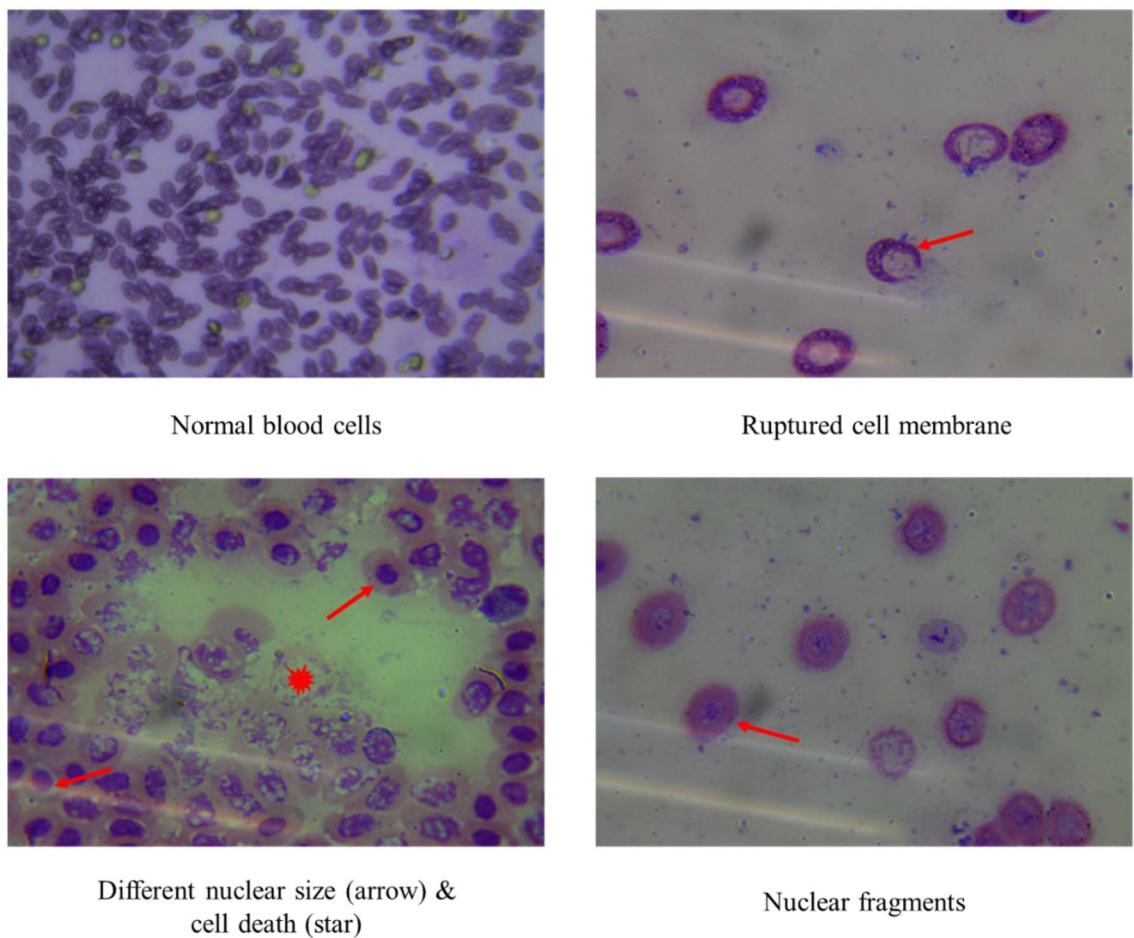 Normal blood cells
Ruptured cell membrane
Different nuclear size (arrow) &
cell death (star)
Nuclear fragments